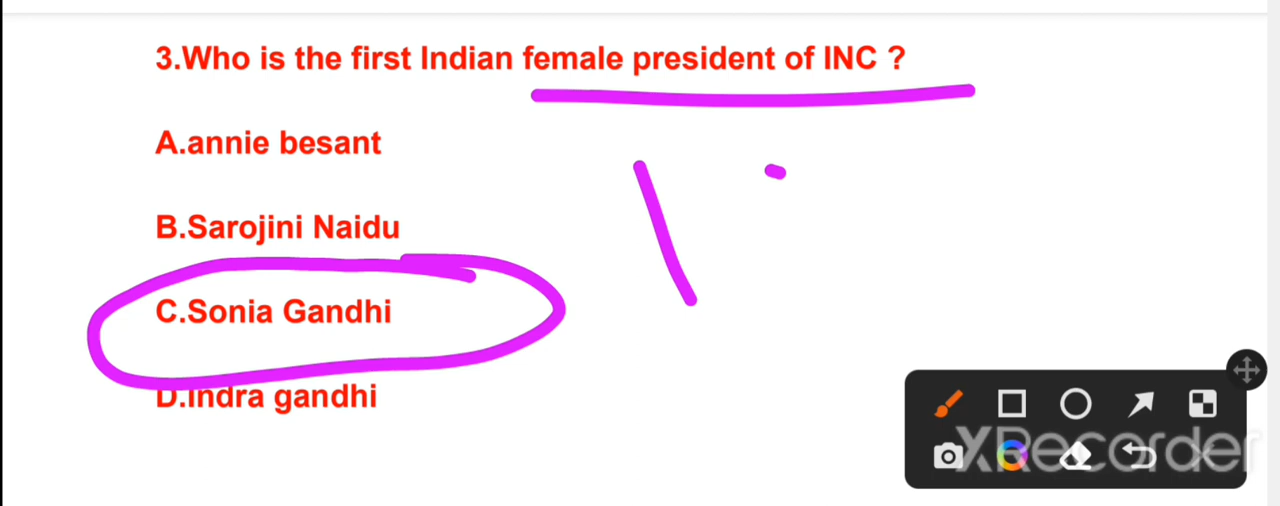 3.Who is the first Indian female president of INC ?
A.annie besant
B.Sarojini Naidu
C.Sonia Gandhi
D.Indra gandhi
XRecorder